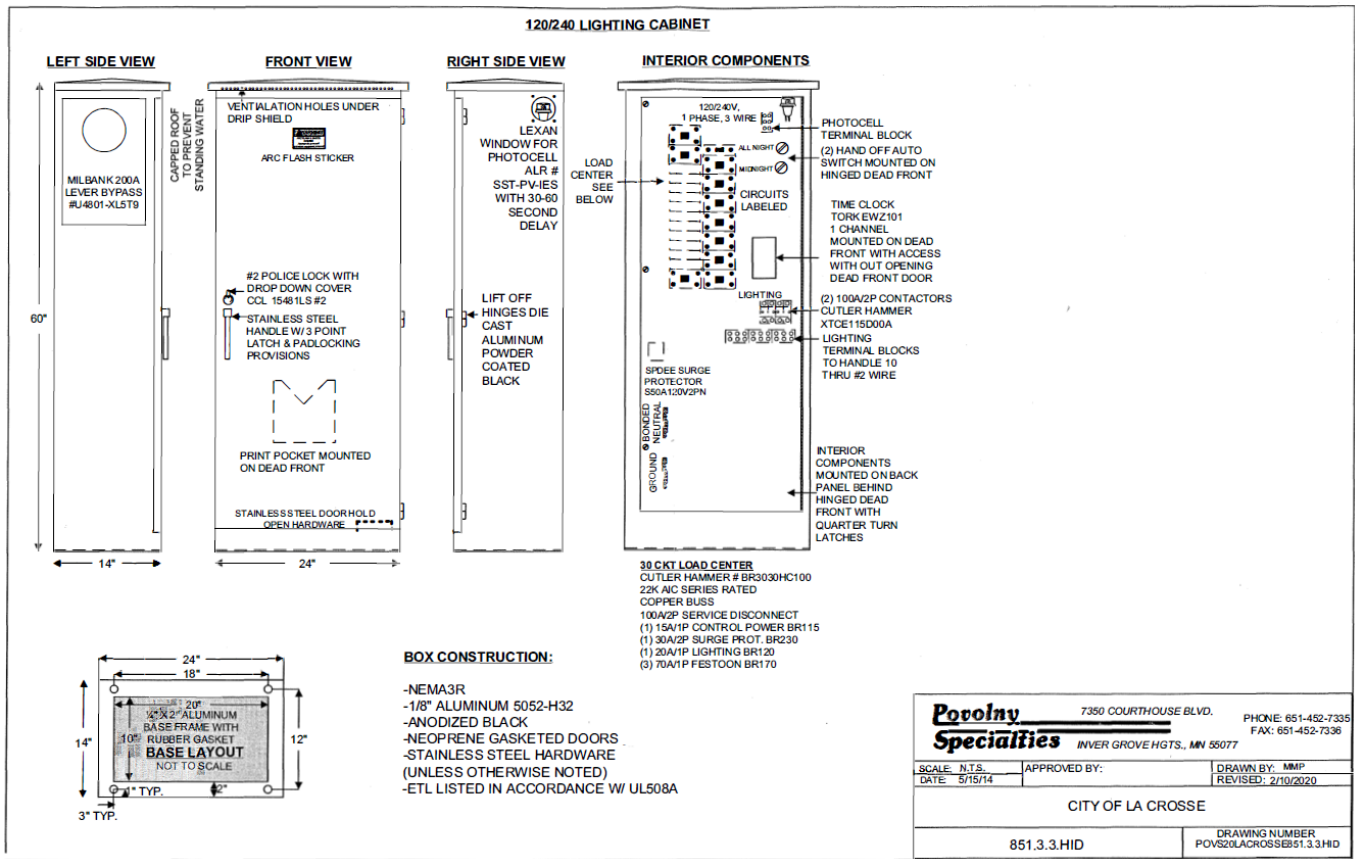 120/240 LIGHTING CABINET
LEFT SIDE VIEW
MILBANK 200A
LEVER BYPASS
#U4801-XL5T9
60"
14"
CAPPED ROOF
TO PREVENT
STANDING WATER
FRONT VIEW
VENTIALATION HOLES UNDER
DRIP SHIELD
ARC FLASH STICKER
#2 POLICE LOCK WITH
DROP DOWN COVER
CCL 15481LS #2
STAINLESS STEEL
HANDLE W/ 3 POINT
LATCH & PADLOCKING
PROVISIONS
PRINT POCKET MOUNTED
ON DEAD FRONT
STAINLESS STEEL DOOR HOLD
OPEN HARDWARE
24"
RIGHT SIDE VIEW
LEXAN
WINDOW FOR
PHOTOCELL
ALR #
SST-PV-IES
WITH 30-60
SECOND
DELAY
LIFT OFF
HINGES DIE
CAST
ALUMINUM
POWDER
COATED
BLACK
INTERIOR COMPONENTS
120/240V,
1 PHASE, 3 WIRE
ALL NIGHT
MIDNIGHT
LOAD
CENTER
SEE
BELOW
CIRCUITS
LABELED
LIGHTING
SPDEE SURGE
PROTECTOR
S50A120V2PN
BONDED
NEUTRAL
GROUND
PHOTOCELL
TERMINAL BLOCK
(2) HAND OFF AUTO
SWITCH MOUNTED ON
HINGED DEAD FRONT
TIME CLOCK
TORK EWZ101
1 CHANNEL
MOUNTED ON DEAD
FRONT WITH ACCESS
WITH OUT OPENING
DEAD FRONT DOOR
(2) 100A/2P CONTACTORS
CUTLER HAMMER
XTCE115D00A
LIGHTING
TERMINAL BLOCKS
TO HANDLE 10
THRU #2 WIRE
INTERIOR
COMPONENTS
MOUNTED ON BACK
PANEL BEHIND
HINGED DEAD
FRONT WITH
QUARTER TURN
LATCHES
30 CKT LOAD CENTER
CUTLER HAMMER # BR3030HC100
22K AIC SERIES RATED
COPPER BUSS
100A/2P SERVICE DISCONNECT
(1) 15A/1P CONTROL POWER BR115
(1) 30A/2P SURGE PROT. BR230
(1) 20A/1P LIGHTING BR120
(3) 70A/1P FESTOON BR170
24"
18"
20"
14"
10"
12"
¼" X 2" ALUMINUM
BASE FRAME WITH
RUBBER GASKET
BASE LAYOUT
NOT TO SCALE
1" TYP.
2"
3" TYP.
BOX CONSTRUCTION:
-NEMA3R
-1/8" ALUMINUM 5052-H32
-ANODIZED BLACK
-NEOPRENE GASKETED DOORS
-STAINLESS STEEL HARDWARE
(UNLESS OTHERWISE NOTED)
-ETL LISTED IN ACCORDANCE W/ UL508A
Povolny
Specialties
7350 COURTHOUSE BLVD.
INVER GROVE HGTS., MN 55077
PHONE: 651-452-7335
FAX: 651-452-7336
SCALE: N.T.S.
DATE: 5/15/14
APPROVED BY:
DRAWN BY: MMP
REVISED: 2/10/2020
CITY OF LA CROSSE
851.3.3.HID
DRAWING NUMBER
POVS20LACROSSE851.3.3.HID